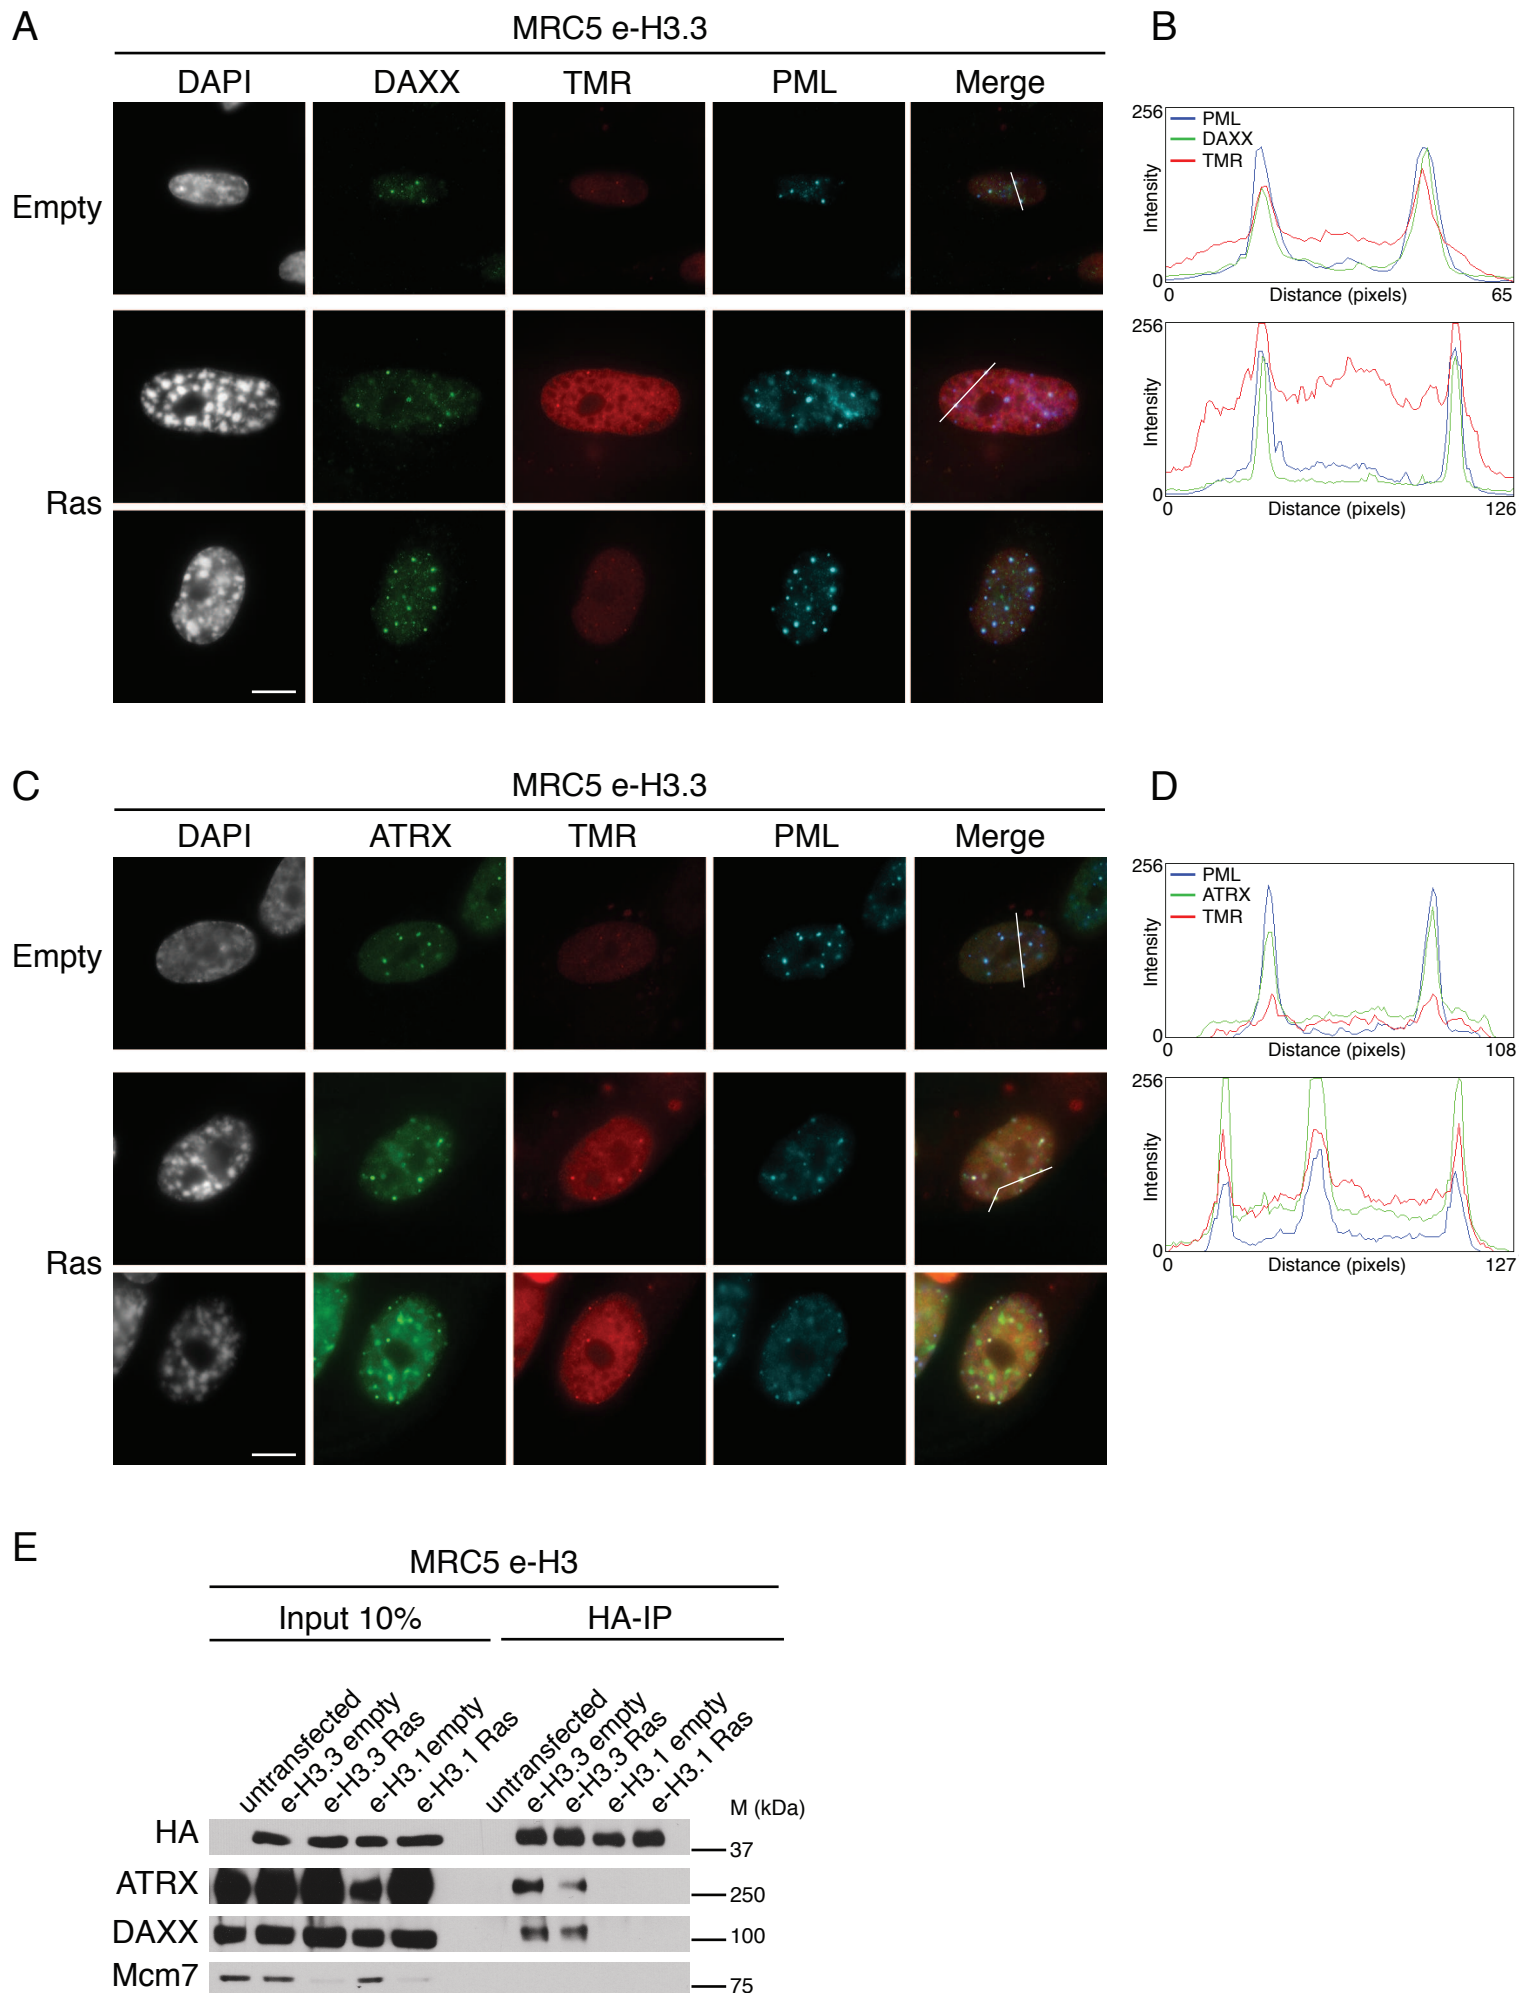 A
MRC5 e-H3.3
DAPI DAXX TMR PML Merge
Empty
Ras
B
256
PML
DAXX
TMR
Intensity
0
0 Distance (pixels) 65
256
Intensity
0
0 Distance (pixels) 126
C
MRC5 e-H3.3
DAPI ATRX TMR PML Merge
Empty
Ras
D
256
PML
ATRX
TMR
Intensity
0
0 Distance (pixels) 108
256
Intensity
0
0 Distance (pixels) 127
E
MRC5 e-H3
Input 10% HA-IP
untransfected
e-H3.3 empty
e-H3.3 Ras
e-H3.1empty
e-H3.1 Ras
untransfected
e-H3.3 empty
e-H3.3 Ras
e-H3.1 empty
e-H3.1 Ras
M (kDa)
HA 37
ATRX 250
DAXX 100
Mcm7 75